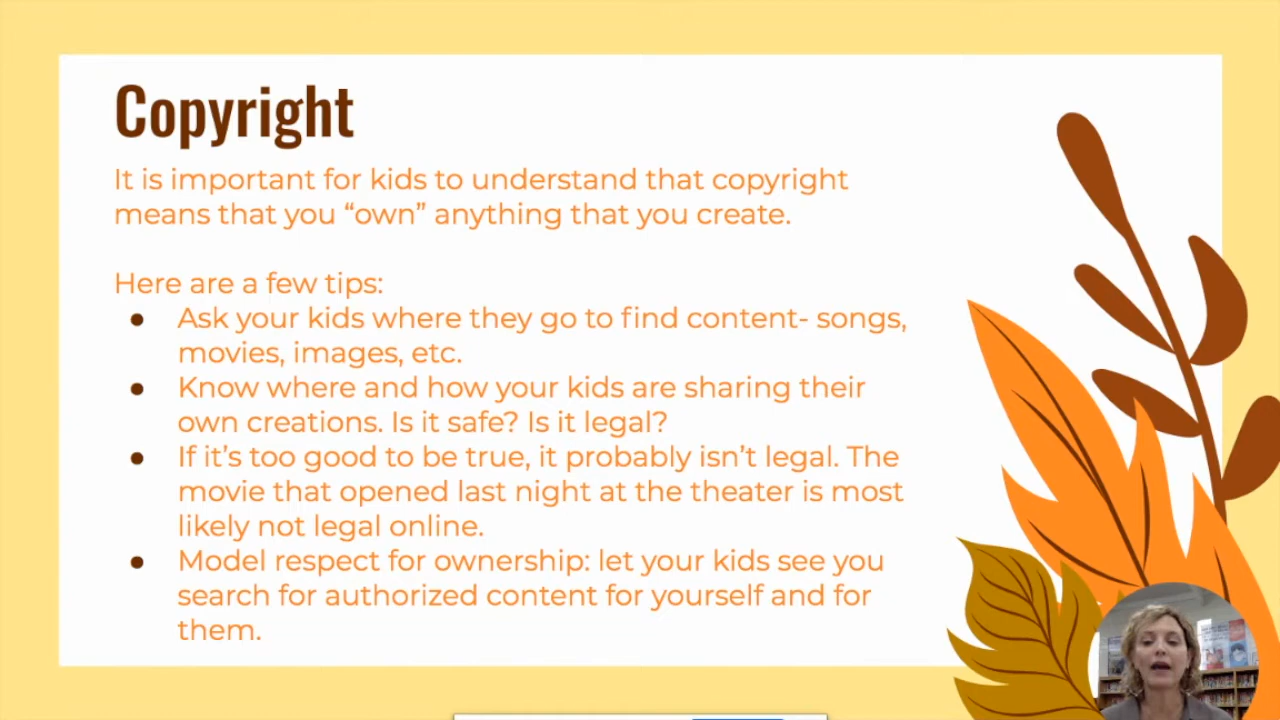 Copyright
It is important for kids to understand that copyright
means that you “own” anything that you create.
Here are a few tips:
● Ask your kids where they go to find content- songs,
movies, images, etc.
● Know where and how your kids are sharing their
own creations. Is it safe? Is it legal?
● If it’s too good to be true, it probably isn’t legal. The
movie that opened last night at the theater is most
likely not legal online.
● Model respect for ownership: let your kids see you
search for authorized content for yourself and for
them.